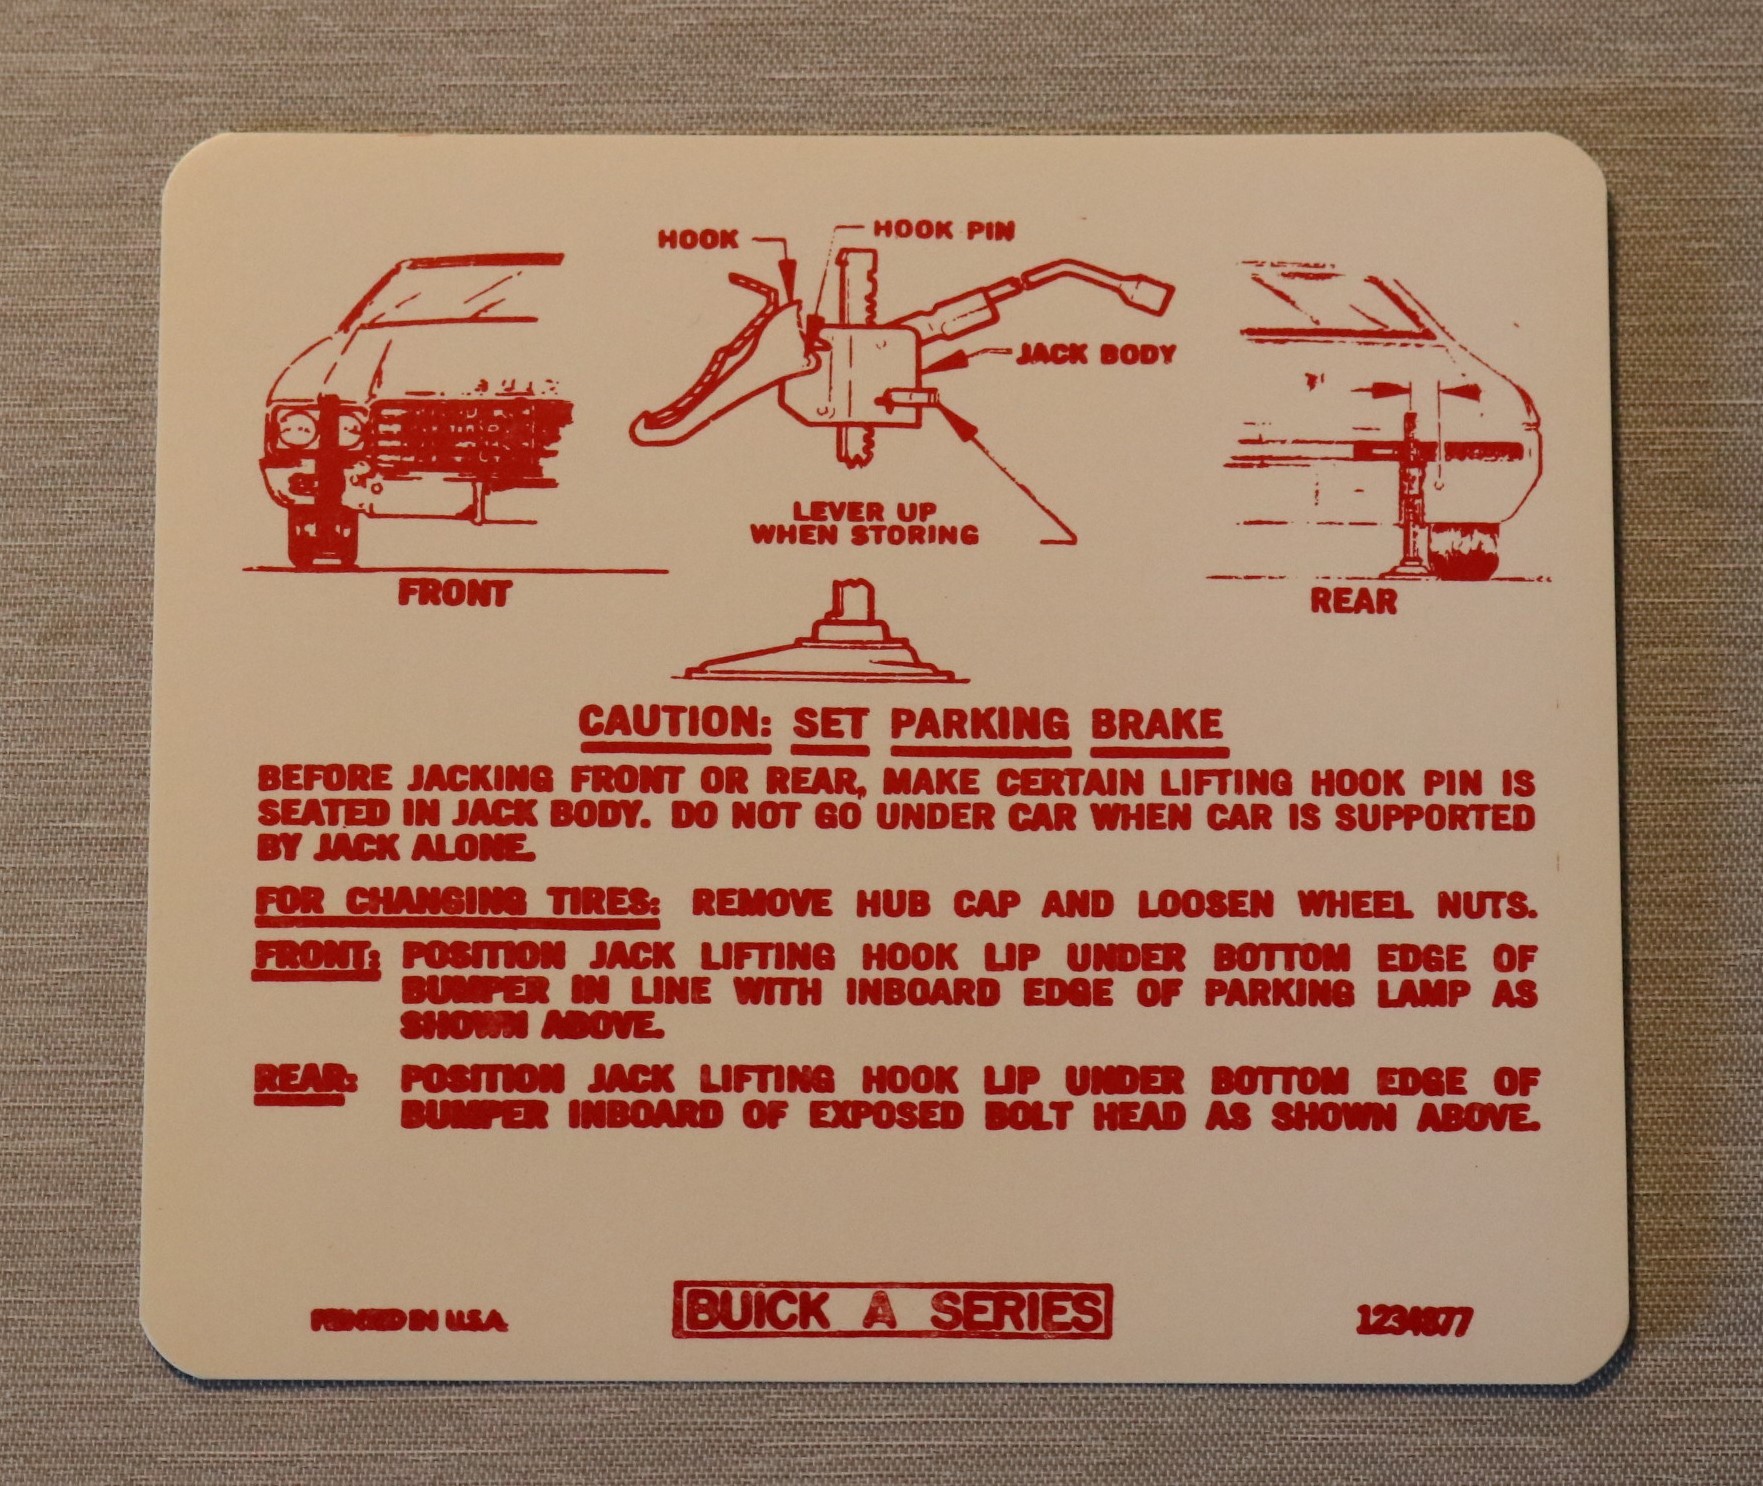 HOOK
HOOK PIN
JACK BODY
LEVER UP
WHEN STORING
FRONT
REAR
CAUTION: SET PARKING BRAKE
BEFORE JACKING FRONT OR REAR, MAKE CERTAIN LIFTING HOOK PIN IS
SEATED IN JACK BODY. DO NOT GO UNDER CAR WHEN CAR IS SUPPORTED
BY JACK ALONE.
FOR CHANGING TIRES: REMOVE HUB CAP AND LOOSEN WHEEL NUTS.
FRONT: POSITION JACK LIFTING HOOK LIP UNDER BOTTOM EDGE OF
BUMPER IN LINE WITH INBOARD EDGE OF PARKING LAMP AS
SHOWN ABOVE.
REAR: POSITION JACK LIFTING HOOK LIP UNDER BOTTOM EDGE OF
BUMPER INBOARD OF EXPOSED BOLT HEAD AS SHOWN ABOVE.
PRINTED IN U.S.A.
BUICK A SERIES